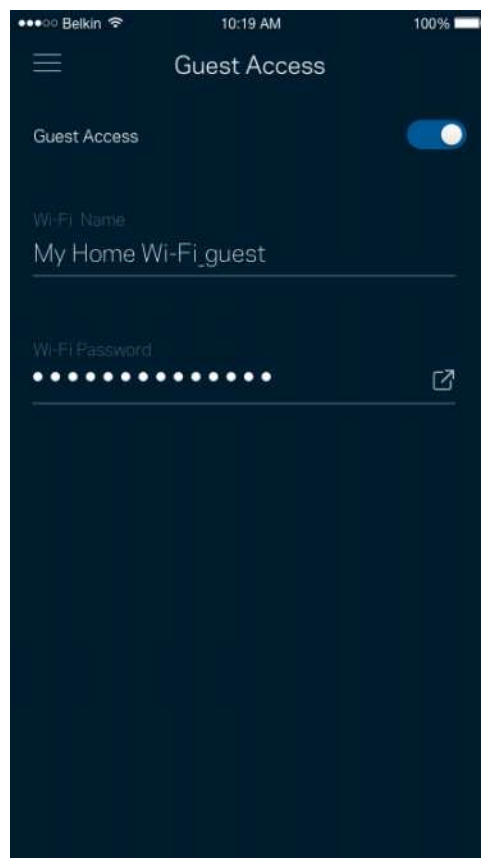 Belkin 10:19 AM 100%
Guest Access
Guest Access
Wi-Fi Name
My Home Wi-Fi_guest
Wi-Fi Password
●●●●●●●●●●●●●●